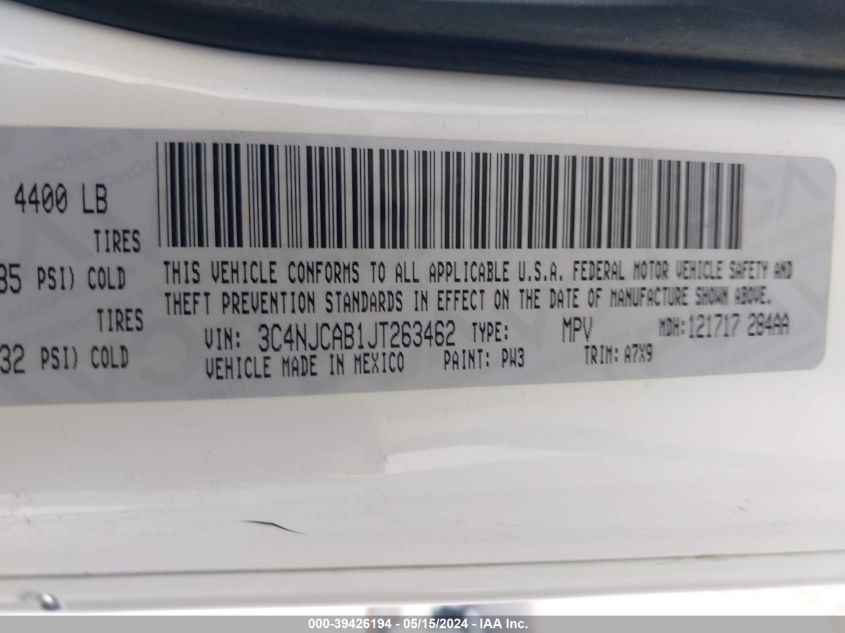 4400 LB
TIRES
35 PSI) COLD
TIRES
32 PSI) COLD
THIS VEHICLE CONFORMS TO ALL APPLICABLE U.S.A. FEDERAL MOTOR VEHICLE SAFETY AND
THEFT PREVENTION STANDARDS IN EFFECT ON THE DATE OF MANUFACTURE SHOWN ABOVE.
VIN: 3C4NJCAB1JT263462 TYPE: MPV MDH:121717 284AA
VEHICLE MADE IN MEXICO PAINT: PW3 TRIM: A7X9
000-39426194 - 05/15/2024 - IAA Inc.